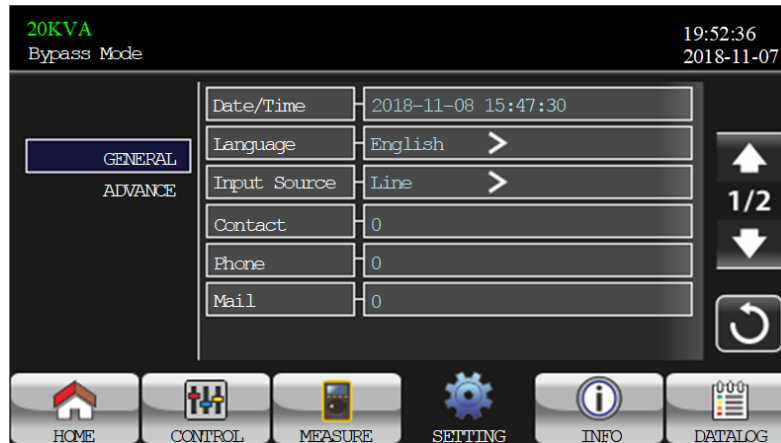 20KVA
19:52:36
Bypass Mode
2018-11-07
Date/Time 2018-11-08 15:47:30
Language English >
GENERAL
Input Source Line >
ADVANCE
1/2
Contact 0
Phone 0
Mail 0
HOME CONTROL MEASURE SETTING INFO DATALOG